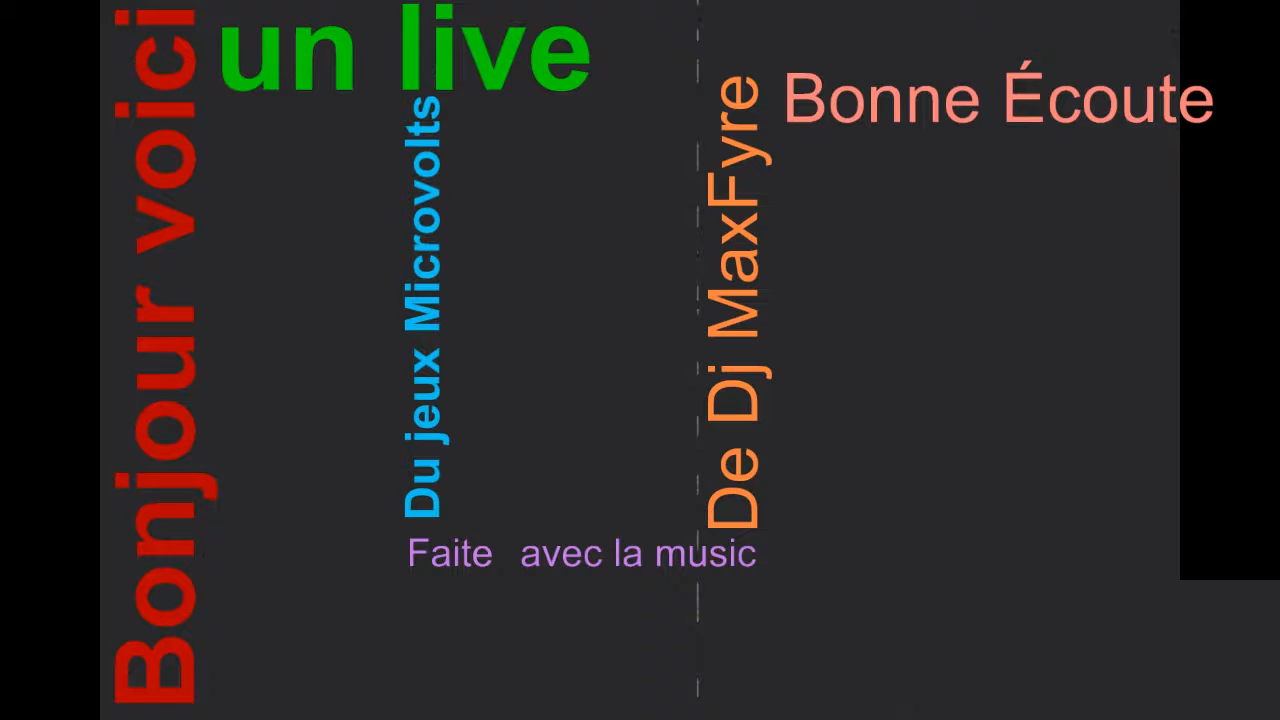 Bonjour voici
un live
Du jeux Microvolts
Faite avec la music
De Dj MaxFyre
Bonne Écoute